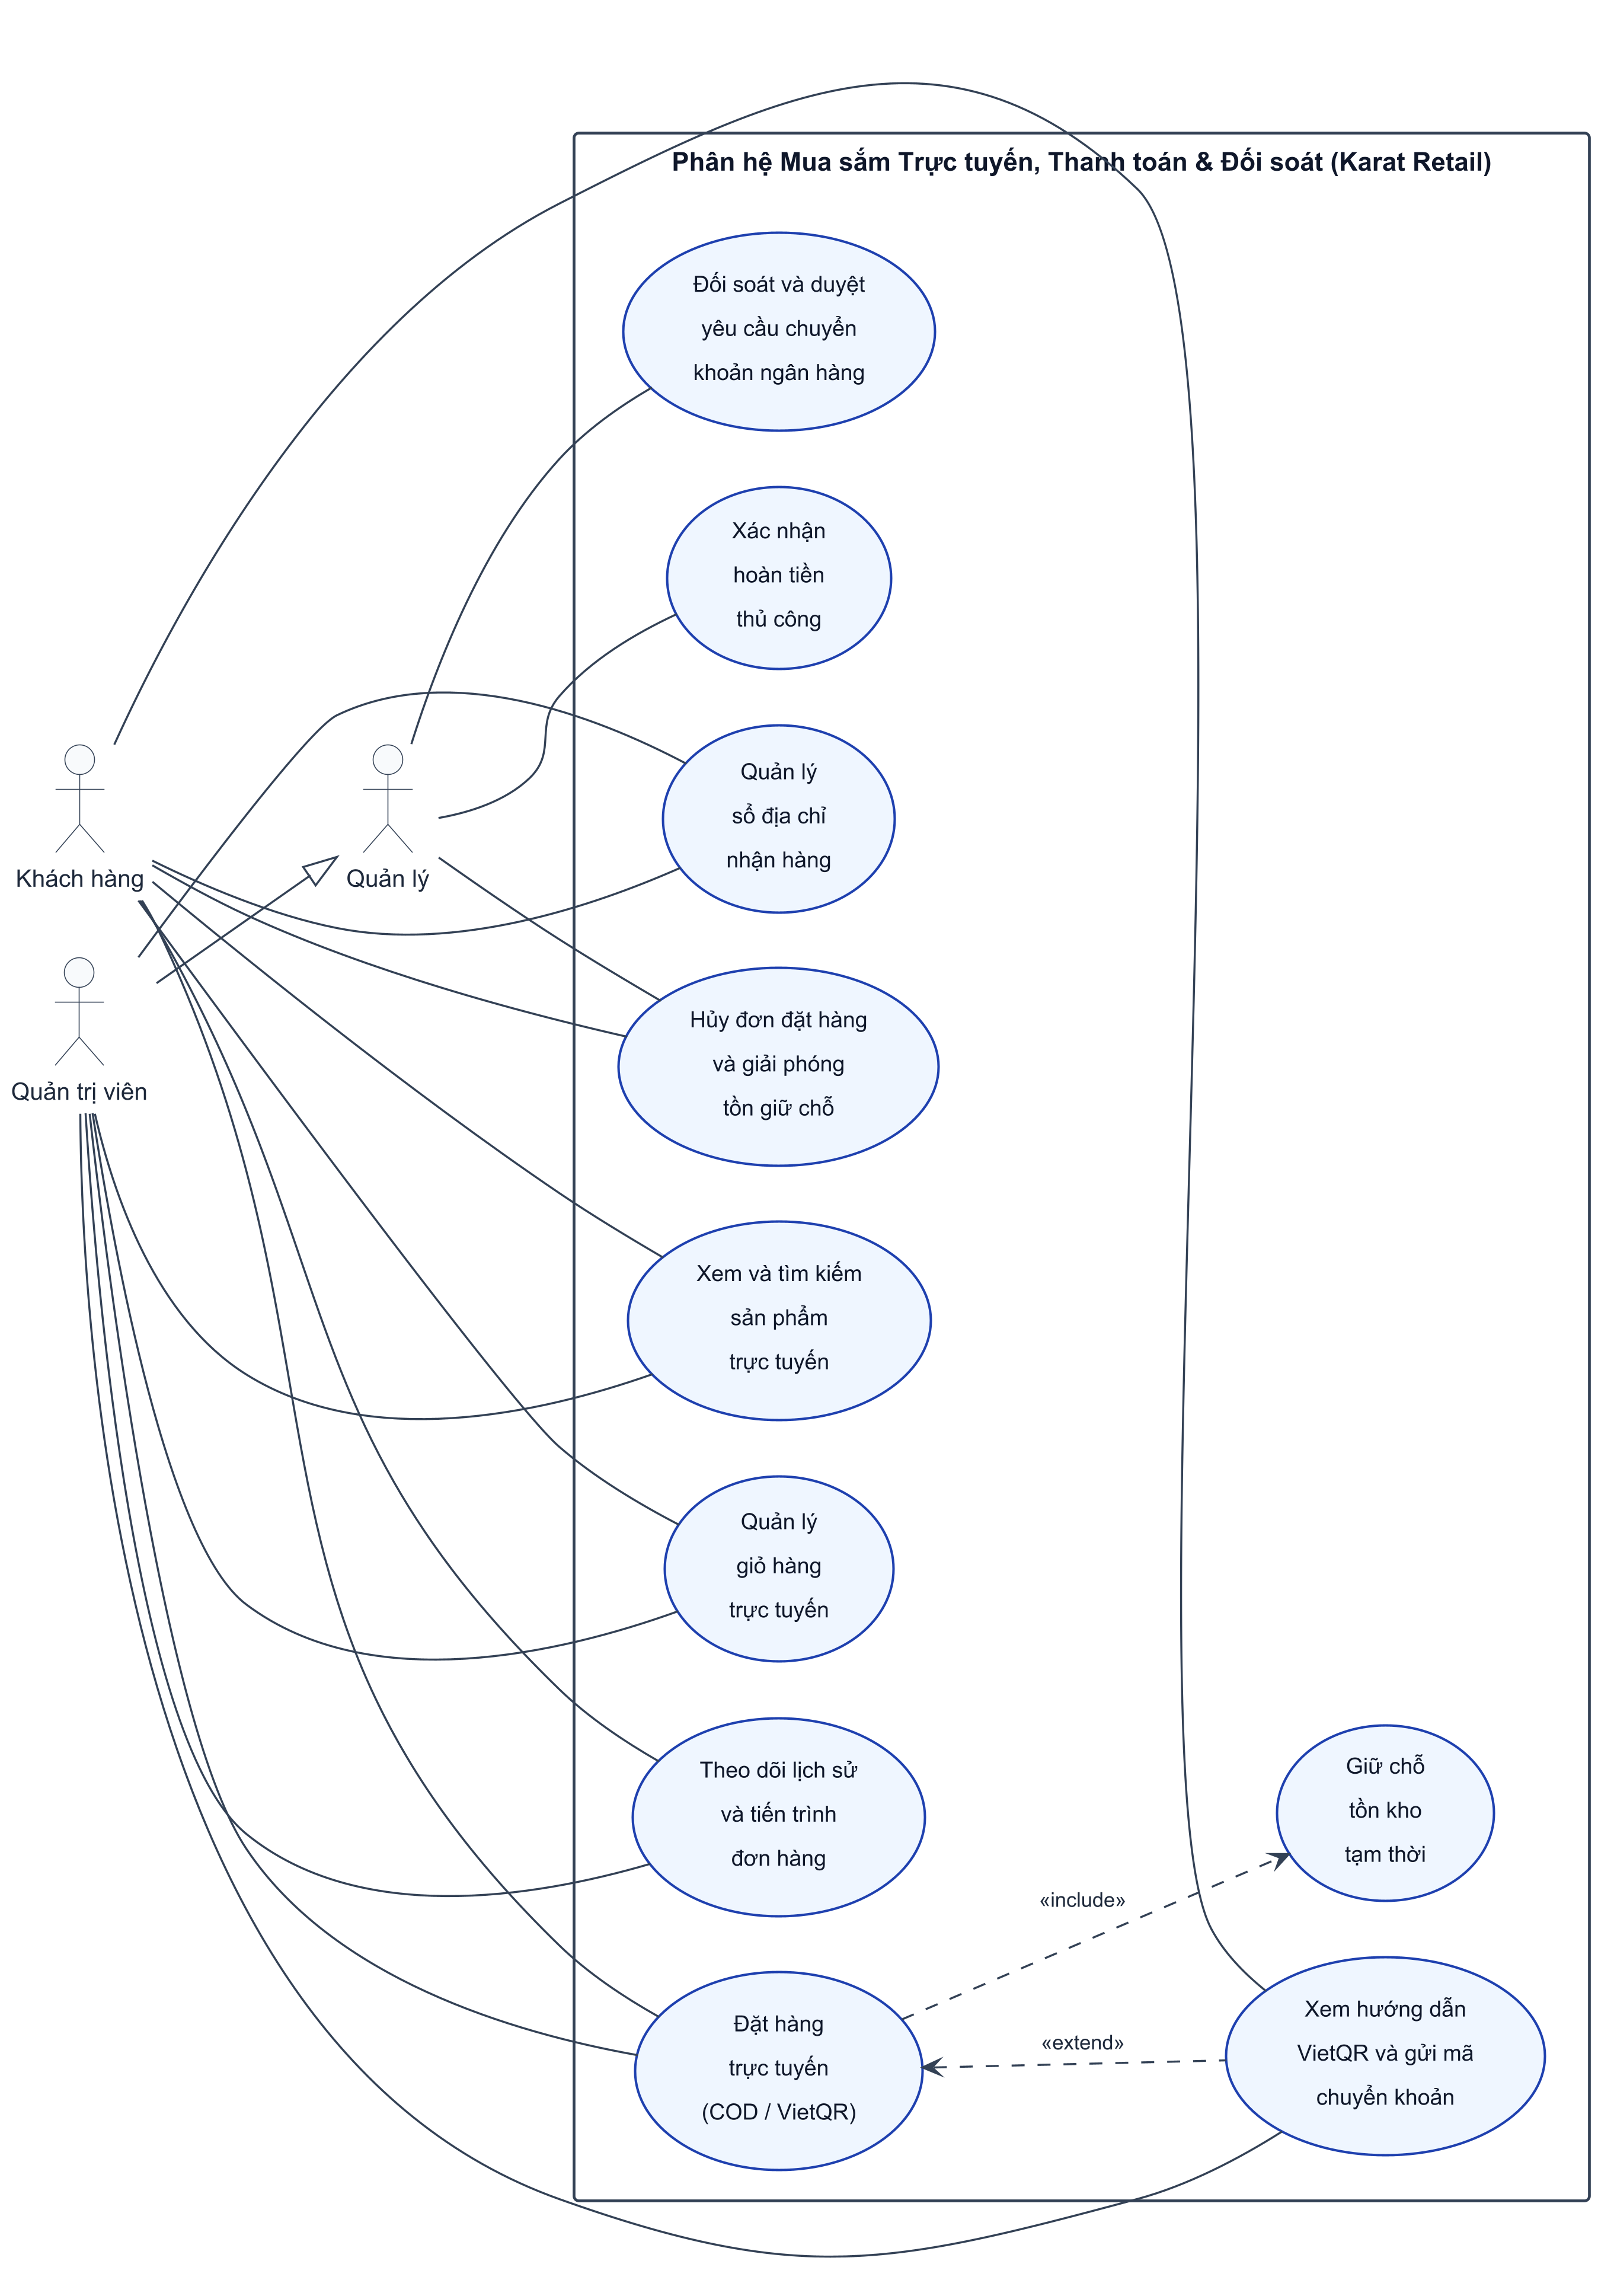 Phân hệ Mua sắm Trực tuyến, Thanh toán & Đối soát (Karat Retail)
Đối soát và duyệt
yêu cầu chuyển
khoản ngân hàng
Xác nhận
hoàn tiền
thủ công
Quản lý
sổ địa chỉ
nhận hàng
Khách hàng
Quản lý
Hủy đơn đặt hàng
và giải phóng
tồn giữ chỗ
Quản trị viên
Xem và tìm kiếm
sản phẩm
trực tuyến
Quản lý
giỏ hàng
trực tuyến
Theo dõi lịch sử
và tiến trình
đơn hàng
Giữ chỗ
tồn kho
tạm thời
«include»
Đặt hàng
trực tuyến
(COD / VietQR)
«extend»
Xem hướng dẫn
VietQR và gửi mã
chuyển khoản